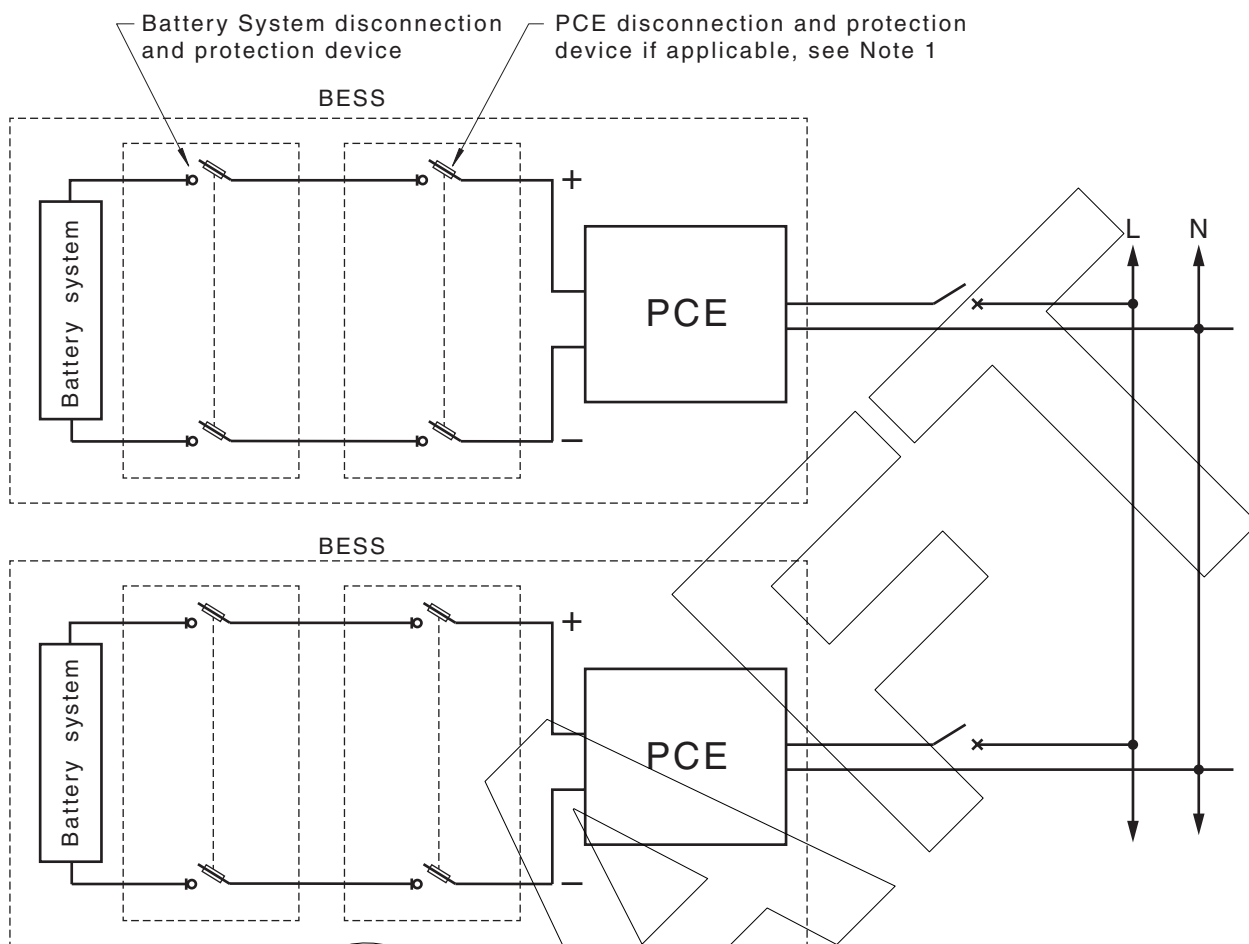 Battery System disconnection
and protection device
PCE disconnection and protection
device if applicable, see Note 1
BESS
Battery system
+
PCE
−
L
N
BESS
Battery system
+
PCE
−